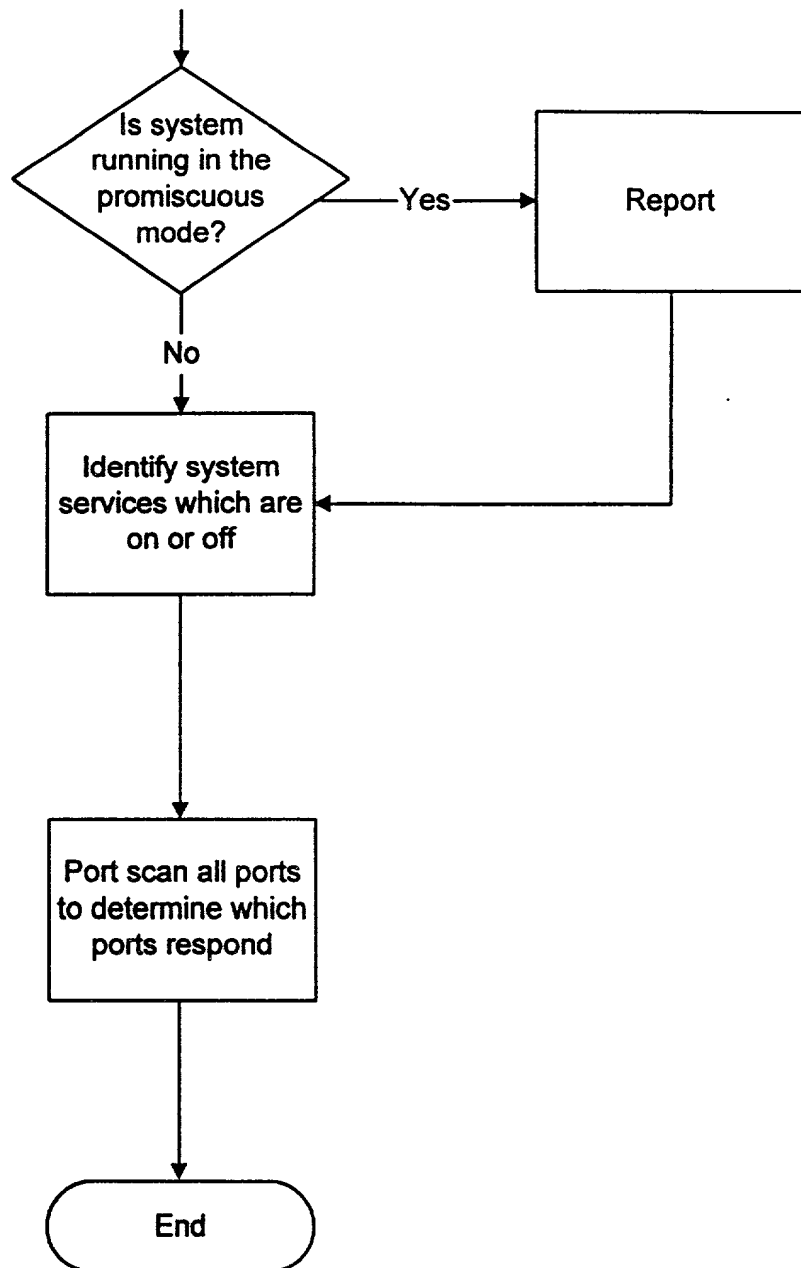 Is system
running in the
promiscuous
mode?
Yes
Report
No
Identify system
services which are
on or off
Port scan all ports
to determine which
ports respond
End